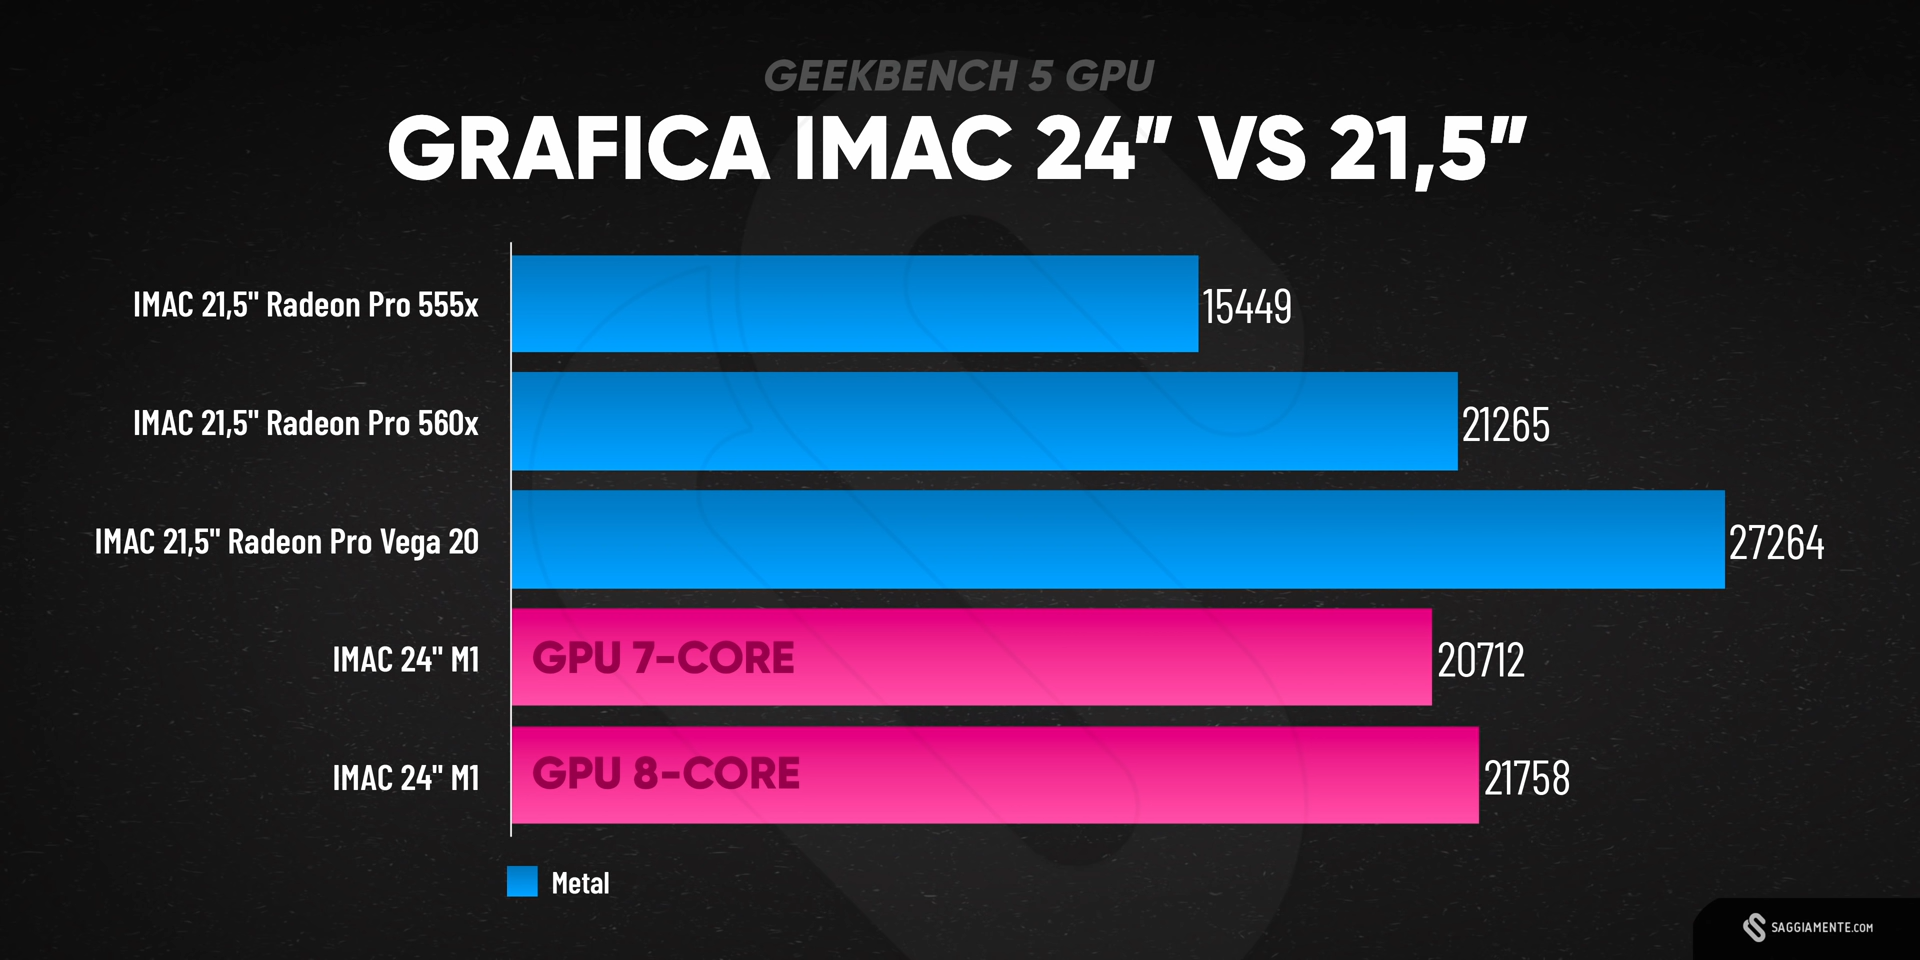 GEEKBENCH 5 GPU
GRAFICA IMAC 24" VS 21,5"
IMAC 21,5" Radeon Pro 555x 15449
IMAC 21,5" Radeon Pro 560x 21265
IMAC 21,5" Radeon Pro Vega 20 27264
IMAC 24" M1 GPU 7-CORE 20712
IMAC 24" M1 GPU 8-CORE 21758
Metal
SAGGIAMENTE.COM